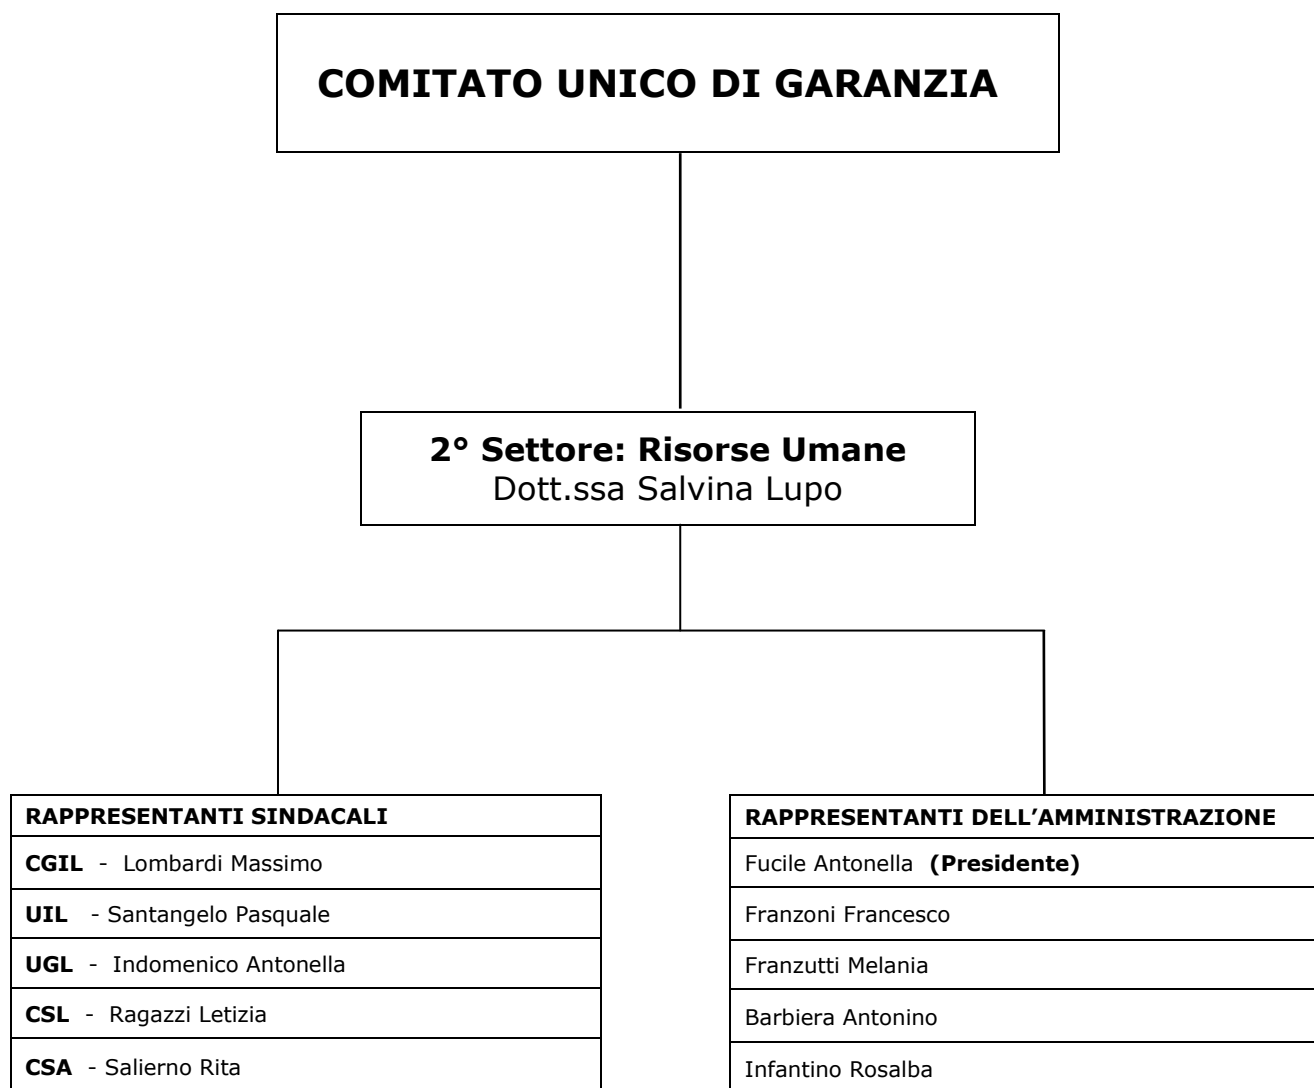 COMITATO UNICO DI GARANZIA
2° Settore: Risorse Umane
Dott.ssa Salvina Lupo
RAPPRESENTANTI SINDACALI
CGIL - Lombardi Massimo
UIL - Santangelo Pasquale
UGL - Indomenico Antonella
CSL - Ragazzi Letizia
CSA - Salierno Rita
RAPPRESENTANTI DELL’AMMINISTRAZIONE
Fucile Antonella (Presidente)
Franzoni Francesco
Franzutti Melania
Barbiera Antonino
Infantino Rosalba